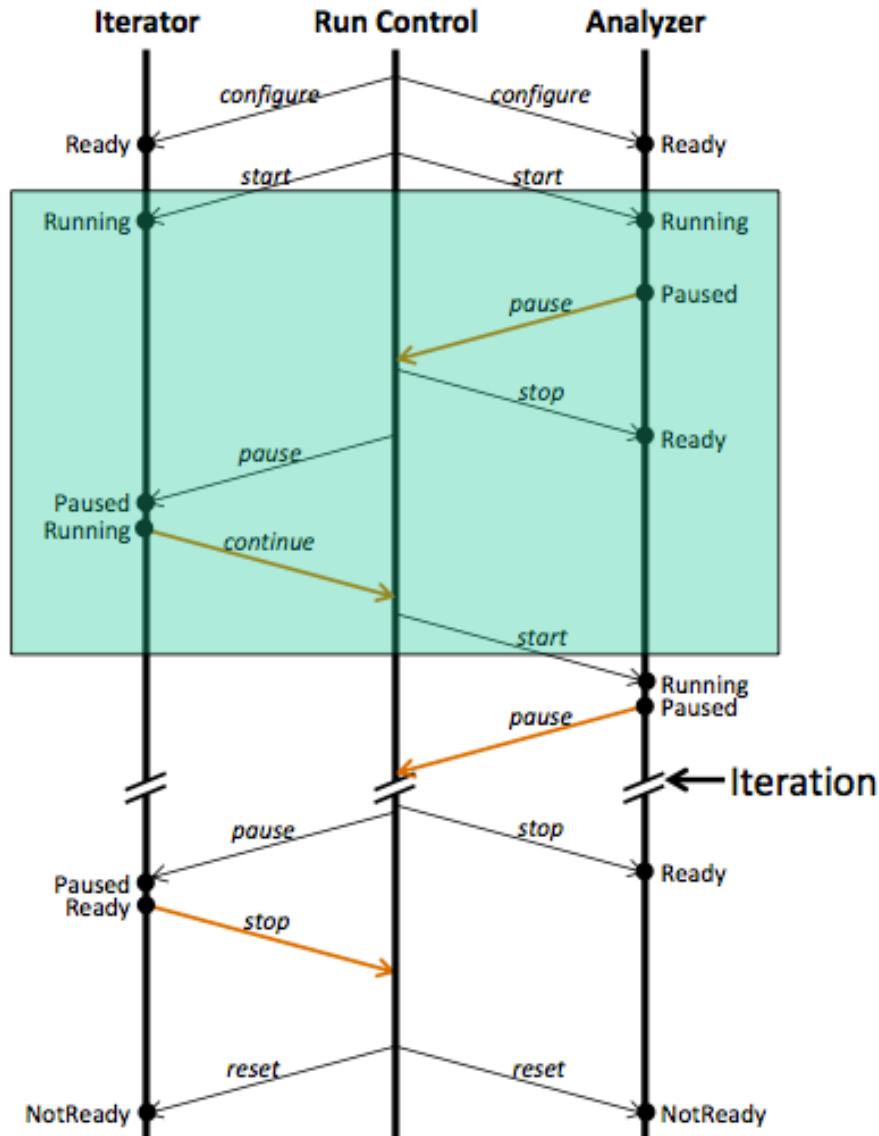 Iterator Run Control Analyzer
configure configure
Ready Ready
start start
Running Running
Paused
pause
stop
Ready
pause
Paused
Running
continue
start
Running
Paused
pause
Iteration
pause stop
Ready
Paused
Ready
stop
reset reset
NotReady NotReady